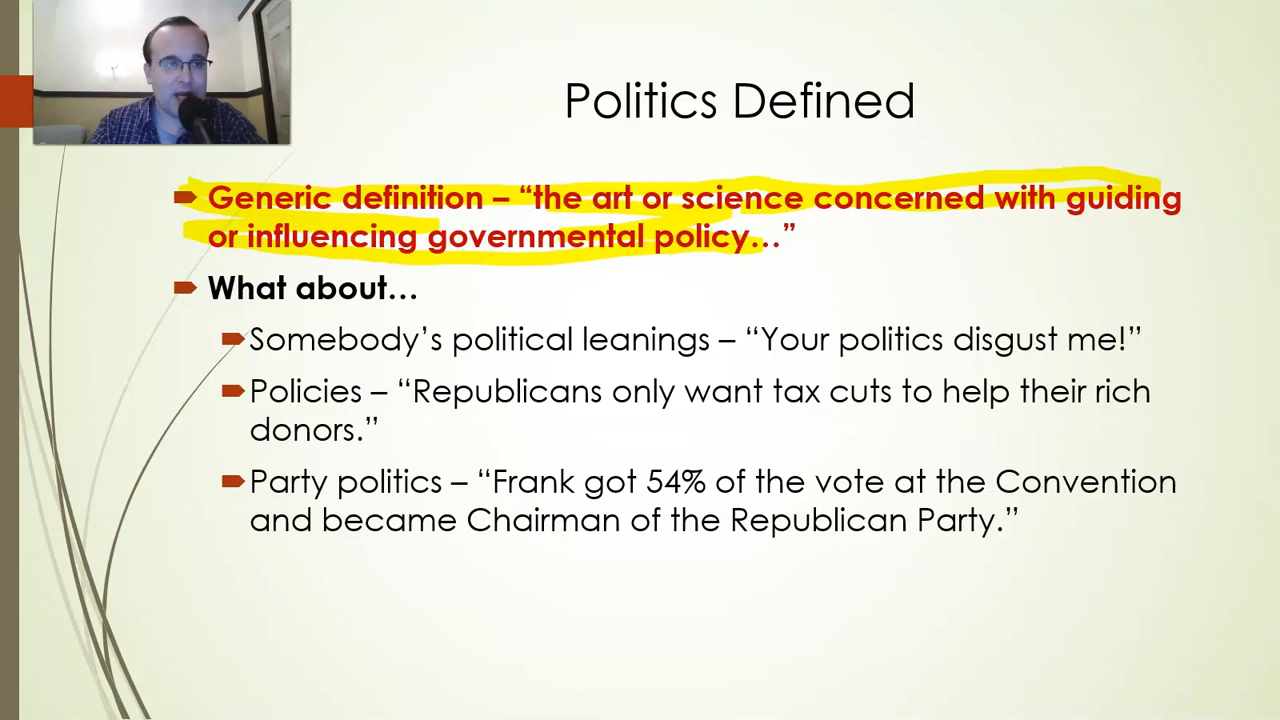 Politics Defined
Generic definition – “the art or science concerned with guiding
or influencing governmental policy…”
What about…
Somebody’s political leanings – “Your politics disgust me!”
Policies – “Republicans only want tax cuts to help their rich
donors.”
Party politics – “Frank got 54% of the vote at the Convention
and became Chairman of the Republican Party.”